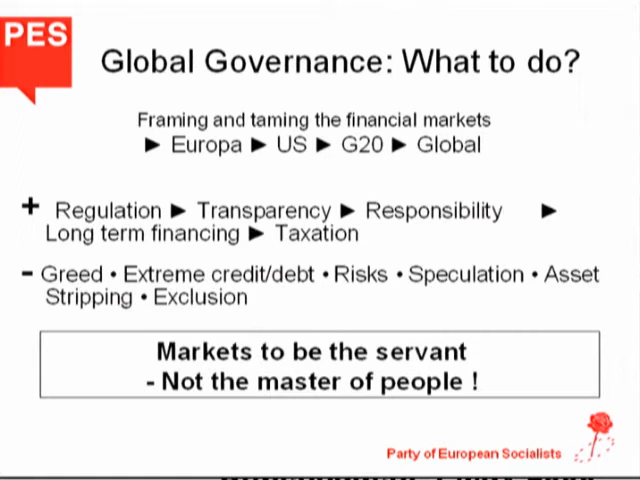 PES
Global Governance: What to do?
Framing and taming the financial markets
► Europa ► US ► G20 ► Global
+ Regulation ► Transparency ► Responsibility ►
Long term financing ► Taxation
- Greed • Extreme credit/debt • Risks • Speculation • Asset
Stripping • Exclusion
Markets to be the servant
- Not the master of people !
Party of European Socialists